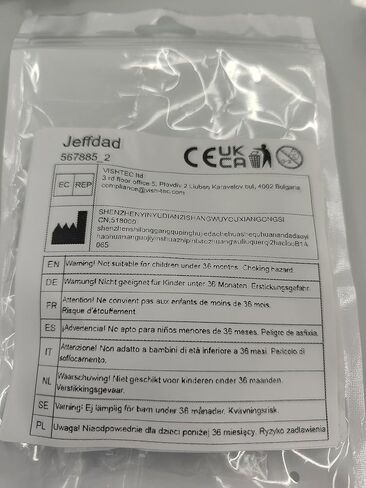 Jeffdad
567885_2
CE UK CA
EC REP
VISHTEC ltd
3 rd floor office 5, Plovdiv 2 Liuben Karavelov bul, 4002 Bulgaria
compliance@vishtec.com
SHENZHENYINYUDIANZISHANGWUYOUXIANGONGSI
CN,518000
EN Warning! Not suitable for children under 36 months. Choking hazard.
DE Warnung! Nicht geeignet für Kinder unter 36 Monaten. Erstickungsgefahr.
FR Attention! Ne convient pas aux enfants de moins de 36 mois.
Risque d'étouffement.
ES ¡Advertencia! No apto para niños menores de 36 meses. Peligro de asfixia.
IT Attenzione! Non adatto a bambini di età inferiore a 36 mesi. Pericolo di
soffocamento.
NL Waarschuwing! Niet geschikt voor kinderen onder 36 maanden.
Verstikkingsgevaar.
SE Varning! Ej lämplig för barn under 36 månader. Kvävningsrisk.
PL Uwaga! Nieodpowiednie dla dzieci poniżej 36 miesięcy. Ryzyko zadławienia